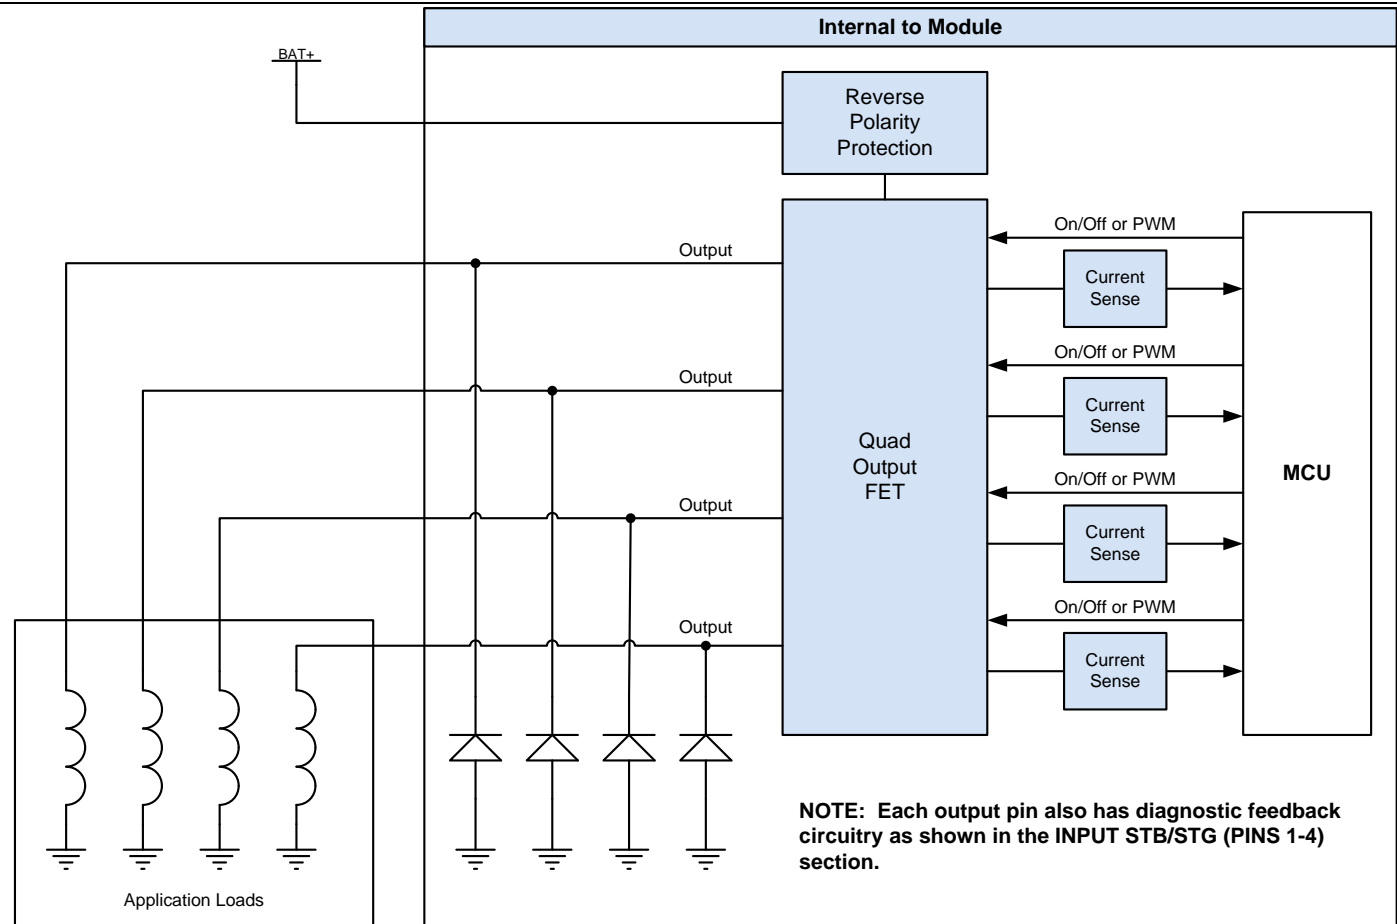 Internal to Module
BAT+
Reverse
Polarity
Protection
Output
On/Off or PWM
Current
Sense
Output
On/Off or PWM
Current
Sense
Quad
Output
FET
MCU
Output
On/Off or PWM
Current
Sense
Output
On/Off or PWM
Current
Sense
NOTE: Each output pin also has diagnostic feedback
circuitry as shown in the INPUT STB/STG (PINS 1-4)
section.
Application Loads